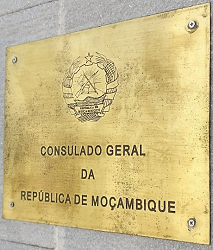 CONSULADO GERAL
DA
REPÚBLICA DE MOÇAMBIQUE